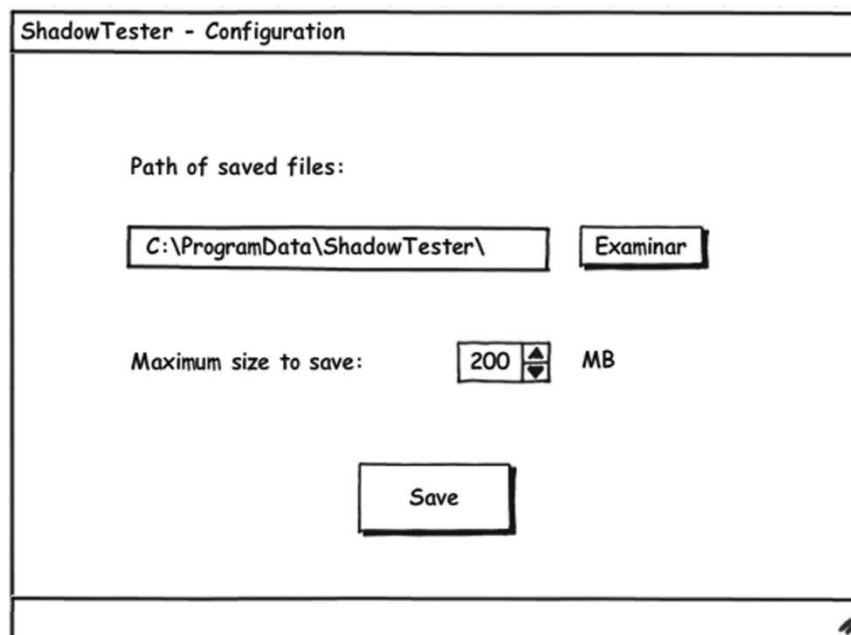 ShadowTester - Configuration
Path of saved files:
C:\ProgramData\ShadowTester\ Examinar
Maximum size to save: 200 MB
Save